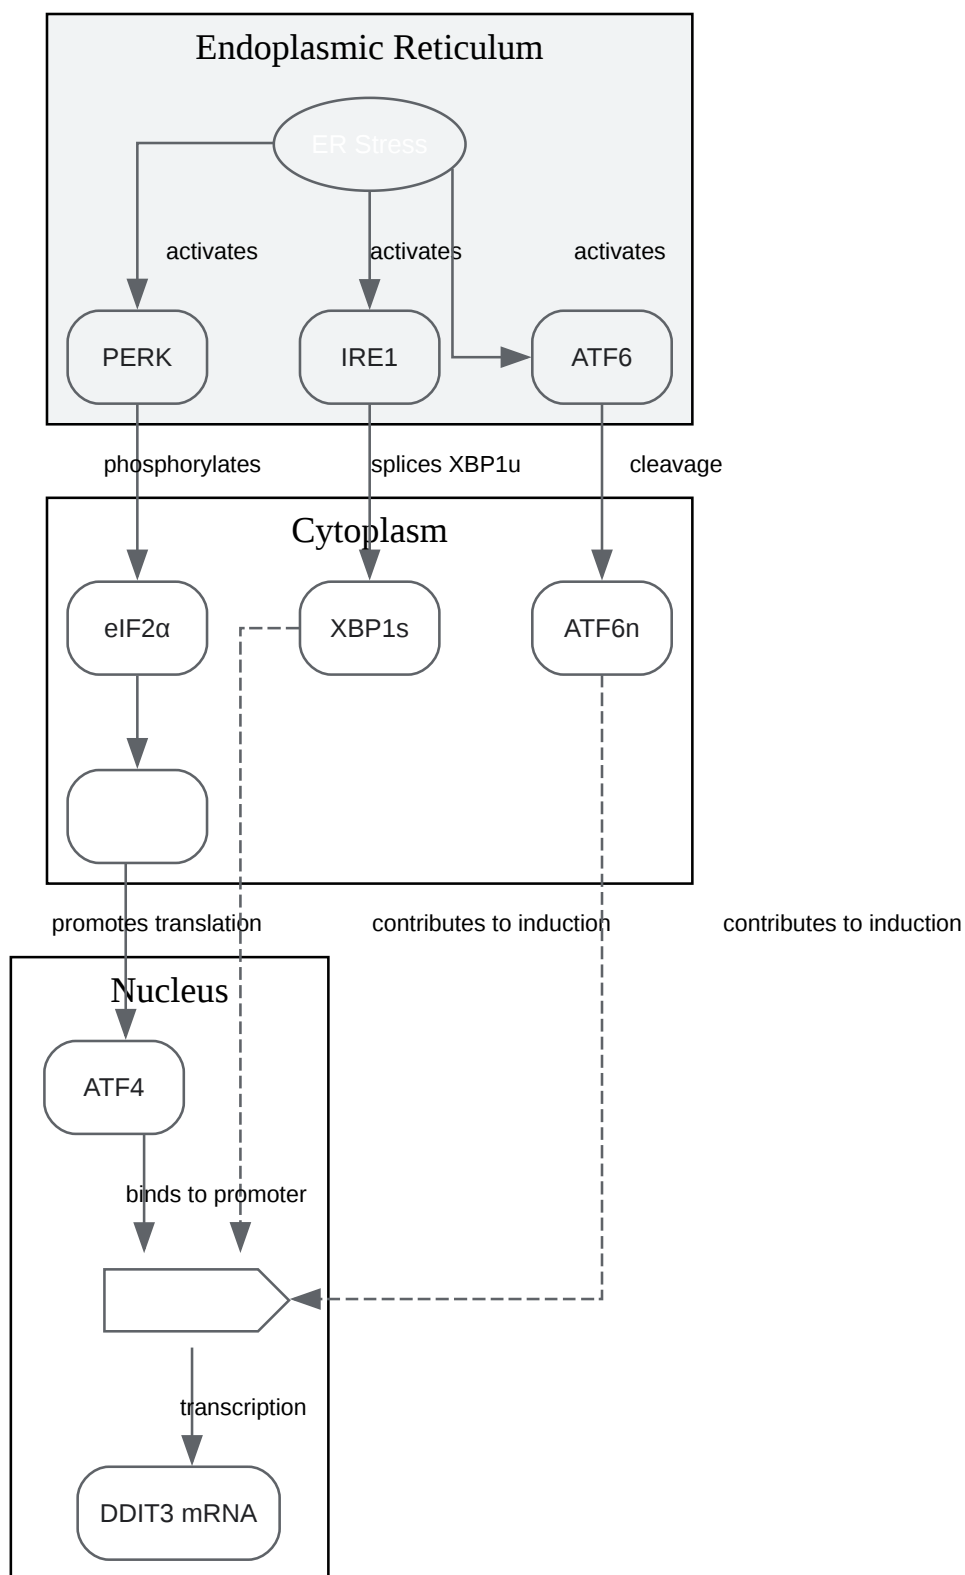 Endoplasmic Reticulum
ER Stress
activates
activates
activates
PERK
IRE1
ATF6
phosphorylates
splices XBP1u
cleavage
Cytoplasm
eIF2α
XBP1s
ATF6n
promotes translation
contributes to induction
contributes to induction
Nucleus
ATF4
binds to promoter
transcription
DDIT3 mRNA